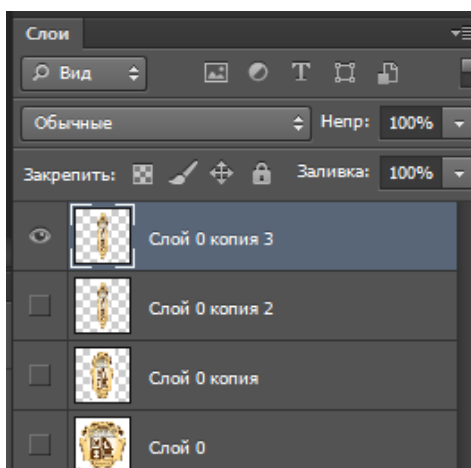 Слои
Вид
Обычные Непр: 100%
Закрепить: Заливка: 100%
Слой 0 копия 3
Слой 0 копия 2
Слой 0 копия
Слой 0